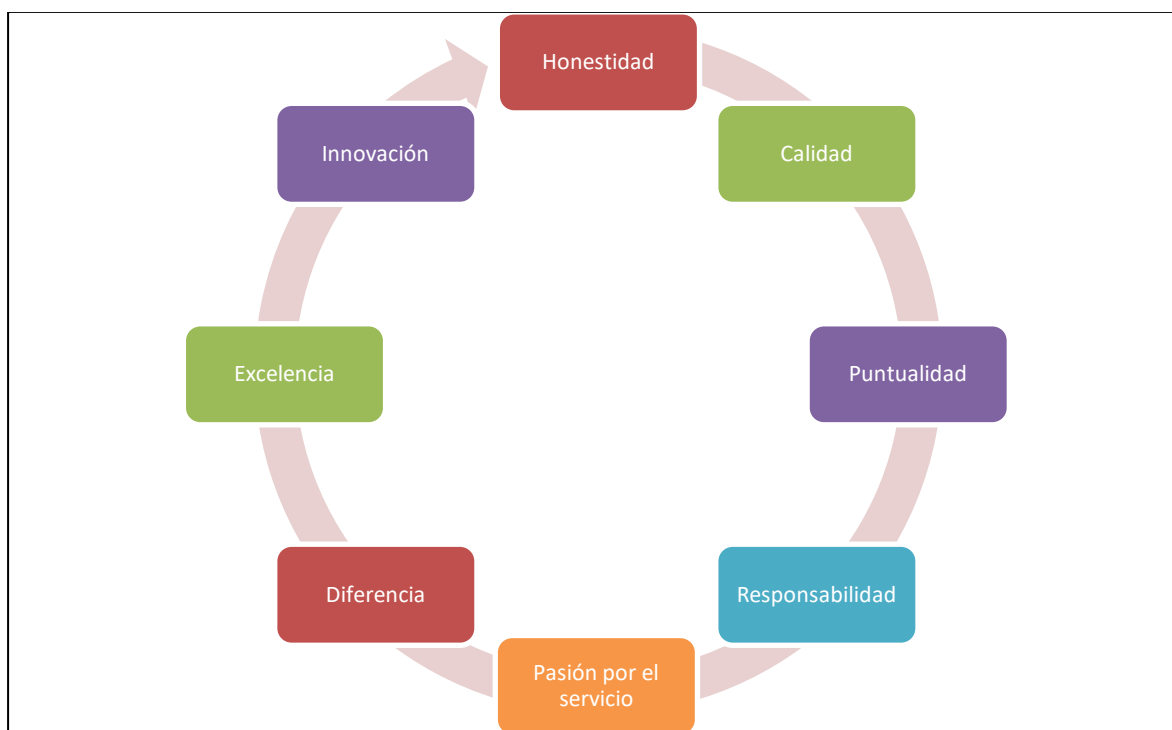 Honestidad
Calidad
Puntualidad
Responsabilidad
Pasión por el
servicio
Diferencia
Excelencia
Innovación